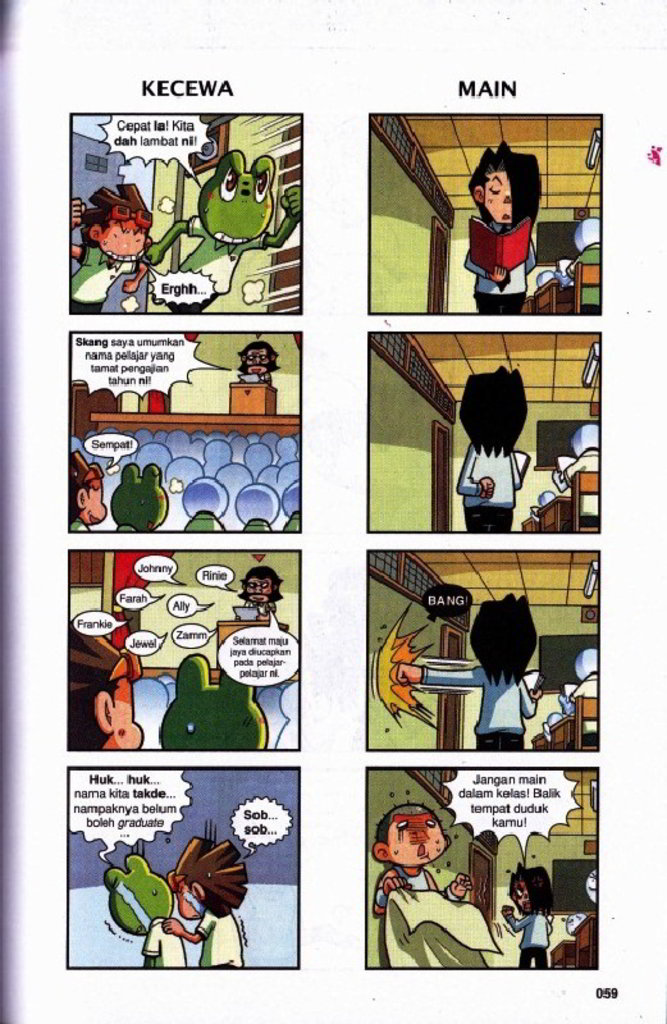 KECEWA
Cepat la! Kita
dah lambat ni!
Erghh...
Skang saya umumkan
nama pelajar yang
tamat pengajian
tahun ni!
Sempat!
Johnny
Rinie
Farah
Ally
Frankie
Jewel
Zamm
Selamat maju
jaya diucapkan
pada pelajar-
pelajar ni.
Huk... huk...
nama kita takde...
nampaknya belum
boleh graduate
...
Sob...
sob...
MAIN
BANG!
Jangan main
dalam kelas! Balik
tempat duduk
kamu!
059